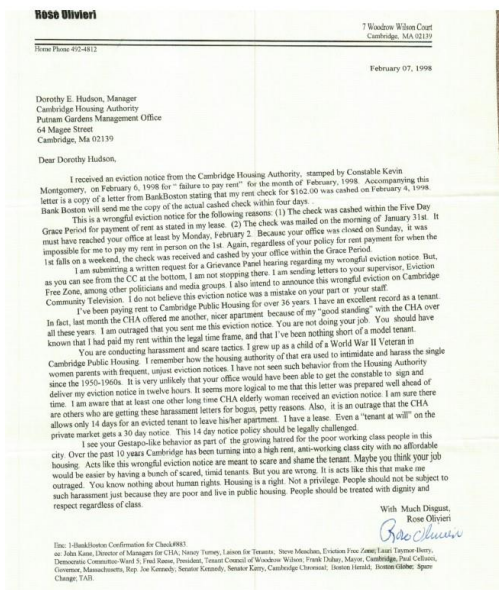 Rose Olivieri
7 Woodrow Wilson Court
Cambridge, MA 02139
Home Phone 492-4812
February 07, 1998
Dorothy E. Hudson, Manager
Cambridge Housing Authority
Putnam Gardens Management Office
64 Magee Street
Cambridge, Ma 02139
Dear Dorothy Hudson,
I received an eviction notice from the Cambridge Housing Authority, stamped by Constable Kevin
Montgomery, on February 6, 1998 for " failure to pay rent" for the month of February, 1998. Accompanying this
letter is a copy of a letter from BankBoston stating that my rent check for $162.00 was cashed on February 4, 1998.
Bank Boston will send me the copy of the actual cashed check within four days.
This is a wrongful eviction notice for the following reasons: (1) The check was cashed within the Five Day
Grace Period for payment of rent as stated in my lease. (2) The check was mailed on the morning of January 31st. It
must have reached your office at least by Monday, February 2. Because your office was closed on Sunday, it was
impossible for me to pay my rent in person on the 1st. Again, regardless of your policy for rent payment for when the
1st falls on a weekend, the check was received and cashed by your office within the Grace Period.
I am submitting a written request for a Grievance Panel hearing regarding my wrongful eviction notice. But,
as you can see from the CC at the bottom, I am not stopping there. I am sending letters to your supervisor, Eviction
Free Zone, among other politicians and media groups. I also intend to announce this wrongful eviction on Cambridge
Community Television. I do not believe this eviction notice was a mistake on your part or your staff.
I've been paying rent to Cambridge Public Housing for over 36 years. I have an excellent record as a tenant.
In fact, last month the CHA offered me another, nicer apartment because of my "good standing" with the CHA over
all these years. I am outraged that you sent me this eviction notice. You are not doing your job. You should have
known that I had paid my rent within the legal time frame, and that I've been nothing short of a model tenant.
You are conducting harassment and scare tactics. I grew up as a child of a World War II Veteran in
Cambridge Public Housing. I remember how the housing authority of that era used to intimidate and harass the single
women parents with frequent, unjust eviction notices. I have not seen such behavior from the Housing Authority
since the 1950-1960s. It is very unlikely that your office would have been able to get the constable to sign and
deliver my eviction notice in twelve hours. It seems more logical to me that this letter was prepared well ahead of
time. I am aware that at least one other long time CHA elderly woman received an eviction notice. I am sure there
are others who are getting these harassment letters for bogus, petty reasons. Also, it is an outrage that the CHA
allows only 14 days for an evicted tenant to leave his/her apartment. I have a lease. Even a "tenant at will" on the
private market gets a 30 day notice. This 14 day notice policy should be legally challenged.
I see your Gestapo-like behavior as part of the growing hatred for the poor working class people in this
city. Over the past 10 years Cambridge has been turning into a high rent, anti-working class city with no affordable
housing. Acts like this wrongful eviction notice are meant to scare and shame the tenant. Maybe you think your job
would be easier by having a bunch of scared, timid tenants. But you are wrong. It is acts like this that make me
outraged. You know nothing about human rights. Housing is a right. Not a privilege. People should not be subject to
such harassment just because they are poor and live in public housing. People should be treated with dignity and
respect regardless of class.
With Much Disgust,
Rose Olivieri
Rose Olivieri
Enc: 1-BankBoston Confirmation for Check#883.
cc: John Kane, Director of Managers for CHA; Nancy Turney, Laison for Tenants; Steve Meachan, Eviction Free Zone; Lauri Taymor-Berry,
Democratic Committee-Ward 5; Fred Reese, President, Tenant Council of Woodrow Wilson; Frank Duhay, Mayor, Cambridge, Paul Cellucci,
Governor, Massachusetts, Rep. Joe Kennedy; Senator Kennedy, Senator Kerry, Cambridge Chronical; Boston Herald; Boston Globe; Spare
Change; TAB.